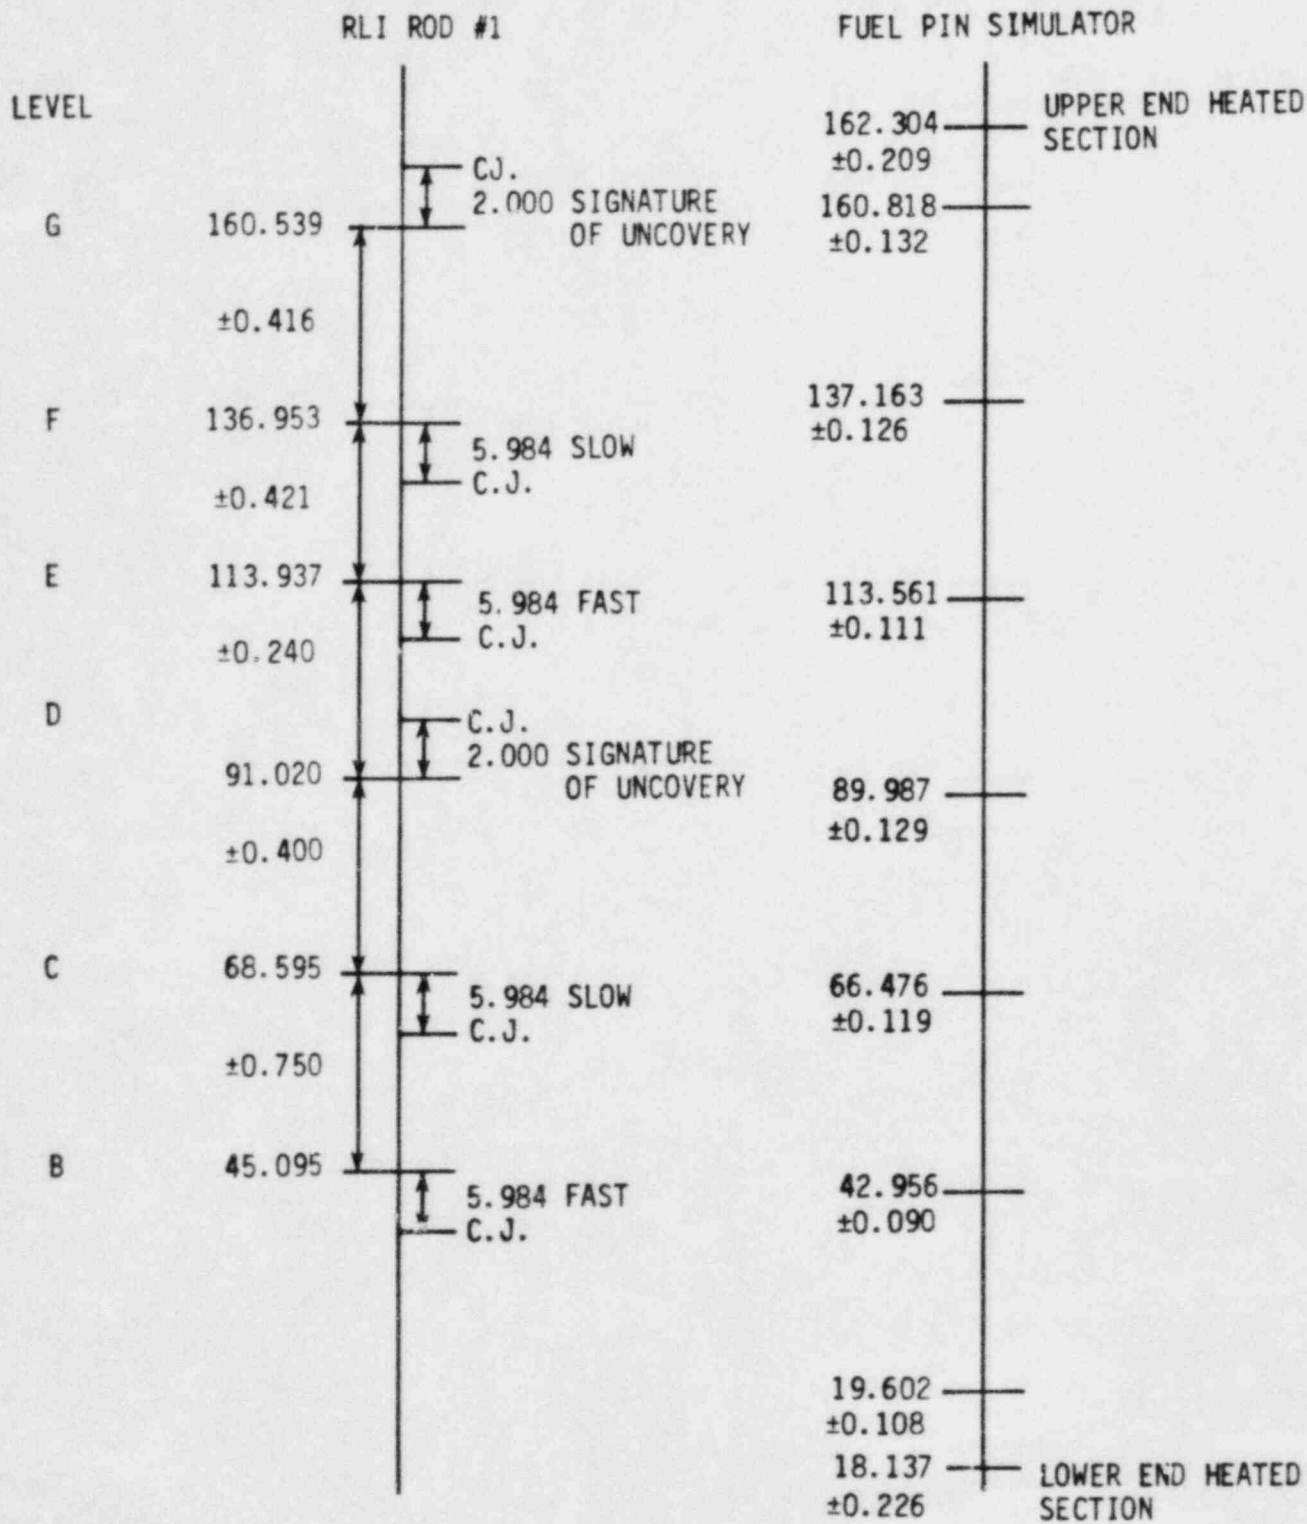 RLI ROD #1
FUEL PIN SIMULATOR
LEVEL
162.304
UPPER END HEATED
SECTION
±0.209
CJ.
2.000 SIGNATURE
OF UNCOVERY
160.818
±0.132
G
160.539
±0.416
137.163
±0.126
F
136.953
5.984 SLOW
C.J.
±0.421
E
113.937
5.984 FAST
C.J.
113.561
±0.111
±0.240
D
C.J.
2.000 SIGNATURE
OF UNCOVERY
91.020
89.987
±0.129
±0.400
C
68.595
5.984 SLOW
C.J.
66.476
±0.119
±0.750
B
45.095
5.984 FAST
C.J.
42.956
±0.090
19.602
±0.108
18.137
±0.226
LOWER END HEATED
SECTION